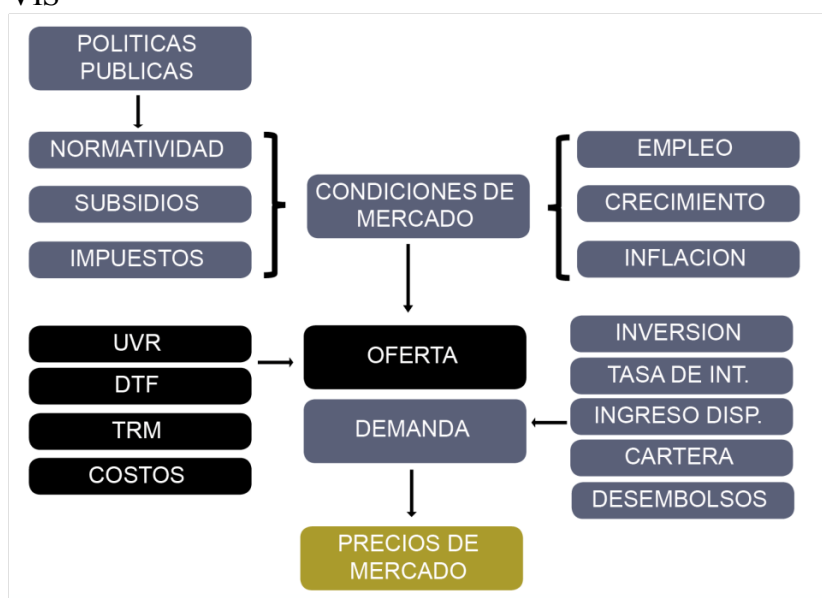 VIS
POLITICAS
PUBLICAS
NORMATIVIDAD
SUBSIDIOS
IMPUESTOS
CONDICIONES DE
MERCADO
EMPLEO
CRECIMIENTO
INFLACION
UVR
DTF
TRM
COSTOS
OFERTA
DEMANDA
INVERSION
TASA DE INT.
INGRESO DISP.
CARTERA
DESEMBOLSOS
PRECIOS DE
MERCADO